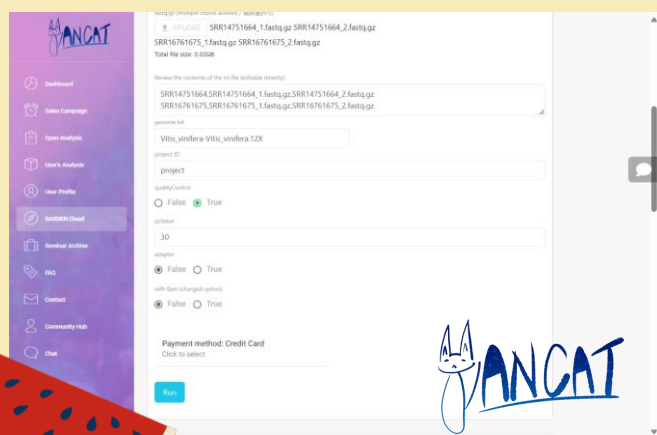 ANCAT
Dashboard
Sales Campaign
Open Analysis
User's Analysis
User Profile
GARDEN Cloud
Seminar Archive
FAQ
Contact
Community Hub
Chat
UPLOAD SRR14751664_1.fastq.gz SRR14751664_2.fastq.gz
SRR16761675_1.fastq.gz SRR16761675_2.fastq.gz
Total file size: 0.02GB
Review the contents of the ini file (editable directly)
SRR14751664,SRR14751664_1.fastq.gz,SRR14751664_2.fastq.gz
SRR16761675,SRR16761675_1.fastq.gz,SRR16761675_2.fastq.gz
genome list
Vitis_vinifera-Vitis_vinifera.12X
project ID
project
qualityControl
False True
qcValue
30
adapter
False True
with Bam (charged option)
False True
Payment method: Credit Card
Click to select
Run
ANCAT